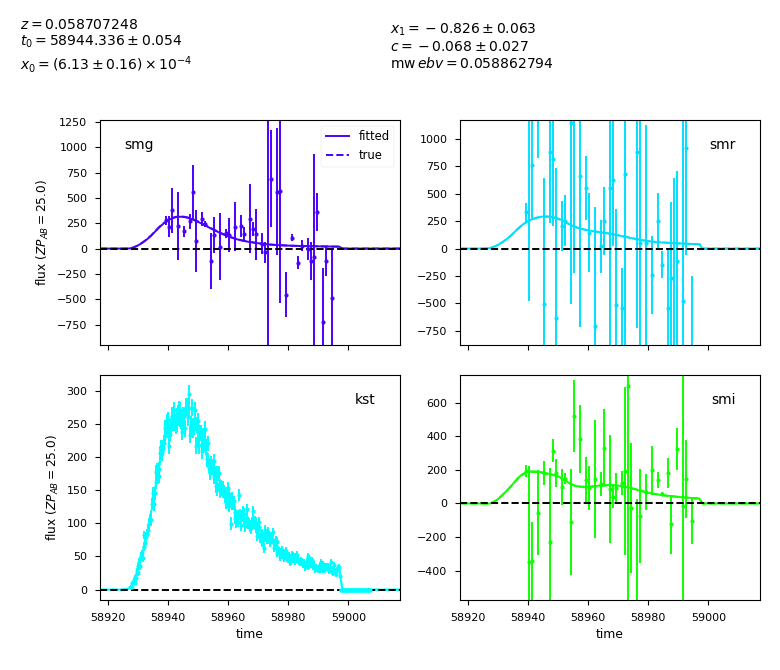 z = 0.058707248
t₀ = 58944.336 ± 0.054
x₀ = (6.13 ± 0.16) × 10⁻⁴
x₁ = −0.826 ± 0.063
c = −0.068 ± 0.027
mw ebv = 0.058862794
smg
fitted
true
1250
1000
750
500
250
0
−250
−500
−750
flux (ZP_AB = 25.0)
smr
1000
750
500
250
0
−250
−500
−750
kst
300
250
200
150
100
50
0
flux (ZP_AB = 25.0)
58920 58940 58960 58980 59000
time
smi
600
400
200
0
−200
−400
58920 58940 58960 58980 59000
time